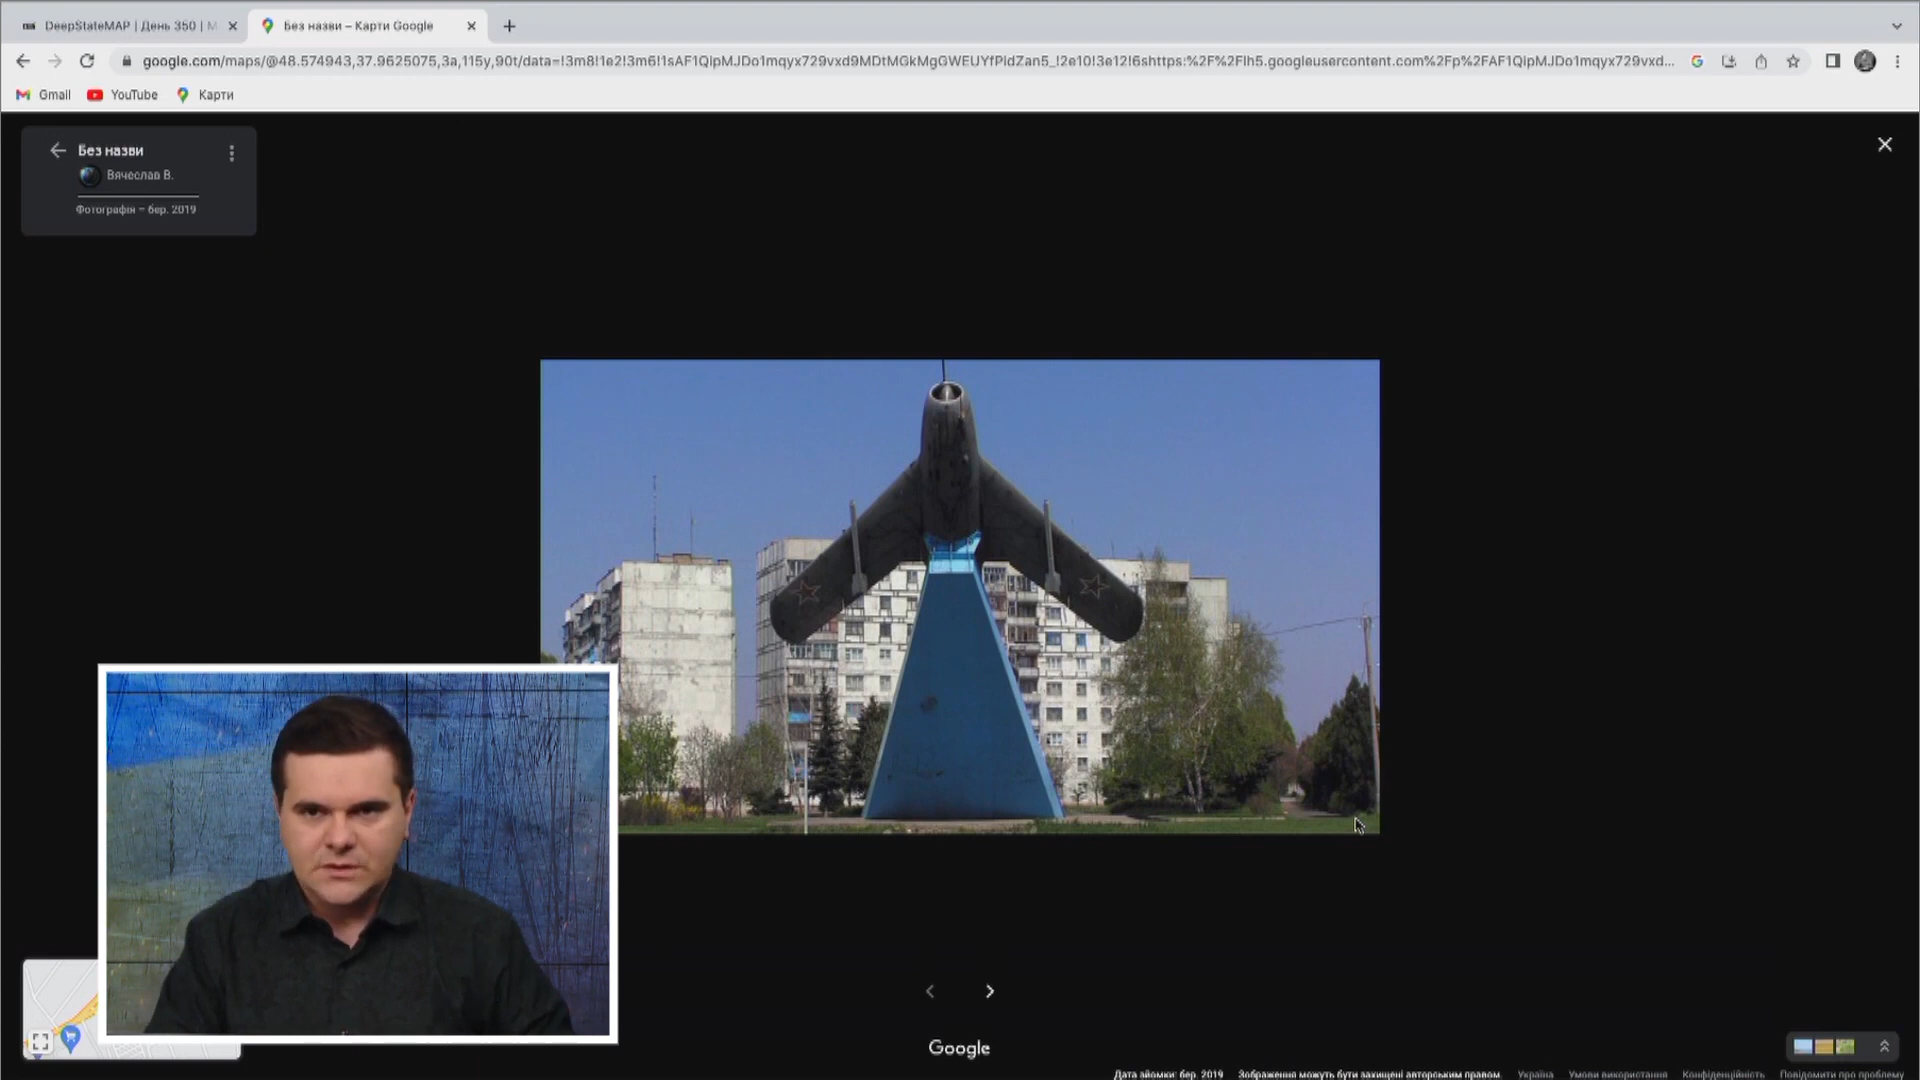 DeepStateMAP | День 350 | М
Без назви – Карти Google
google.com/maps/@48.574943,37.9625075,3a,115y,90t/data=!3m8!1e2!3m6!1sAF1QipMJDo1mqyx729vxd9MDtMGkMgGWEUYfPidZan5_!2e10!3e12!6shttps:%2F%2Flh5.googleusercontent.com%2Fp%2FAF1QipMJDo1mqyx729vxd...
Gmail
YouTube
Карти
Без назви
Вячеслав В.
Фотографія – бер. 2019
Google
Дата зйомки: бер. 2019 Зображення можуть бути захищені авторським правом. Україна Умови використання Конфіденційність Повідомити про проблему